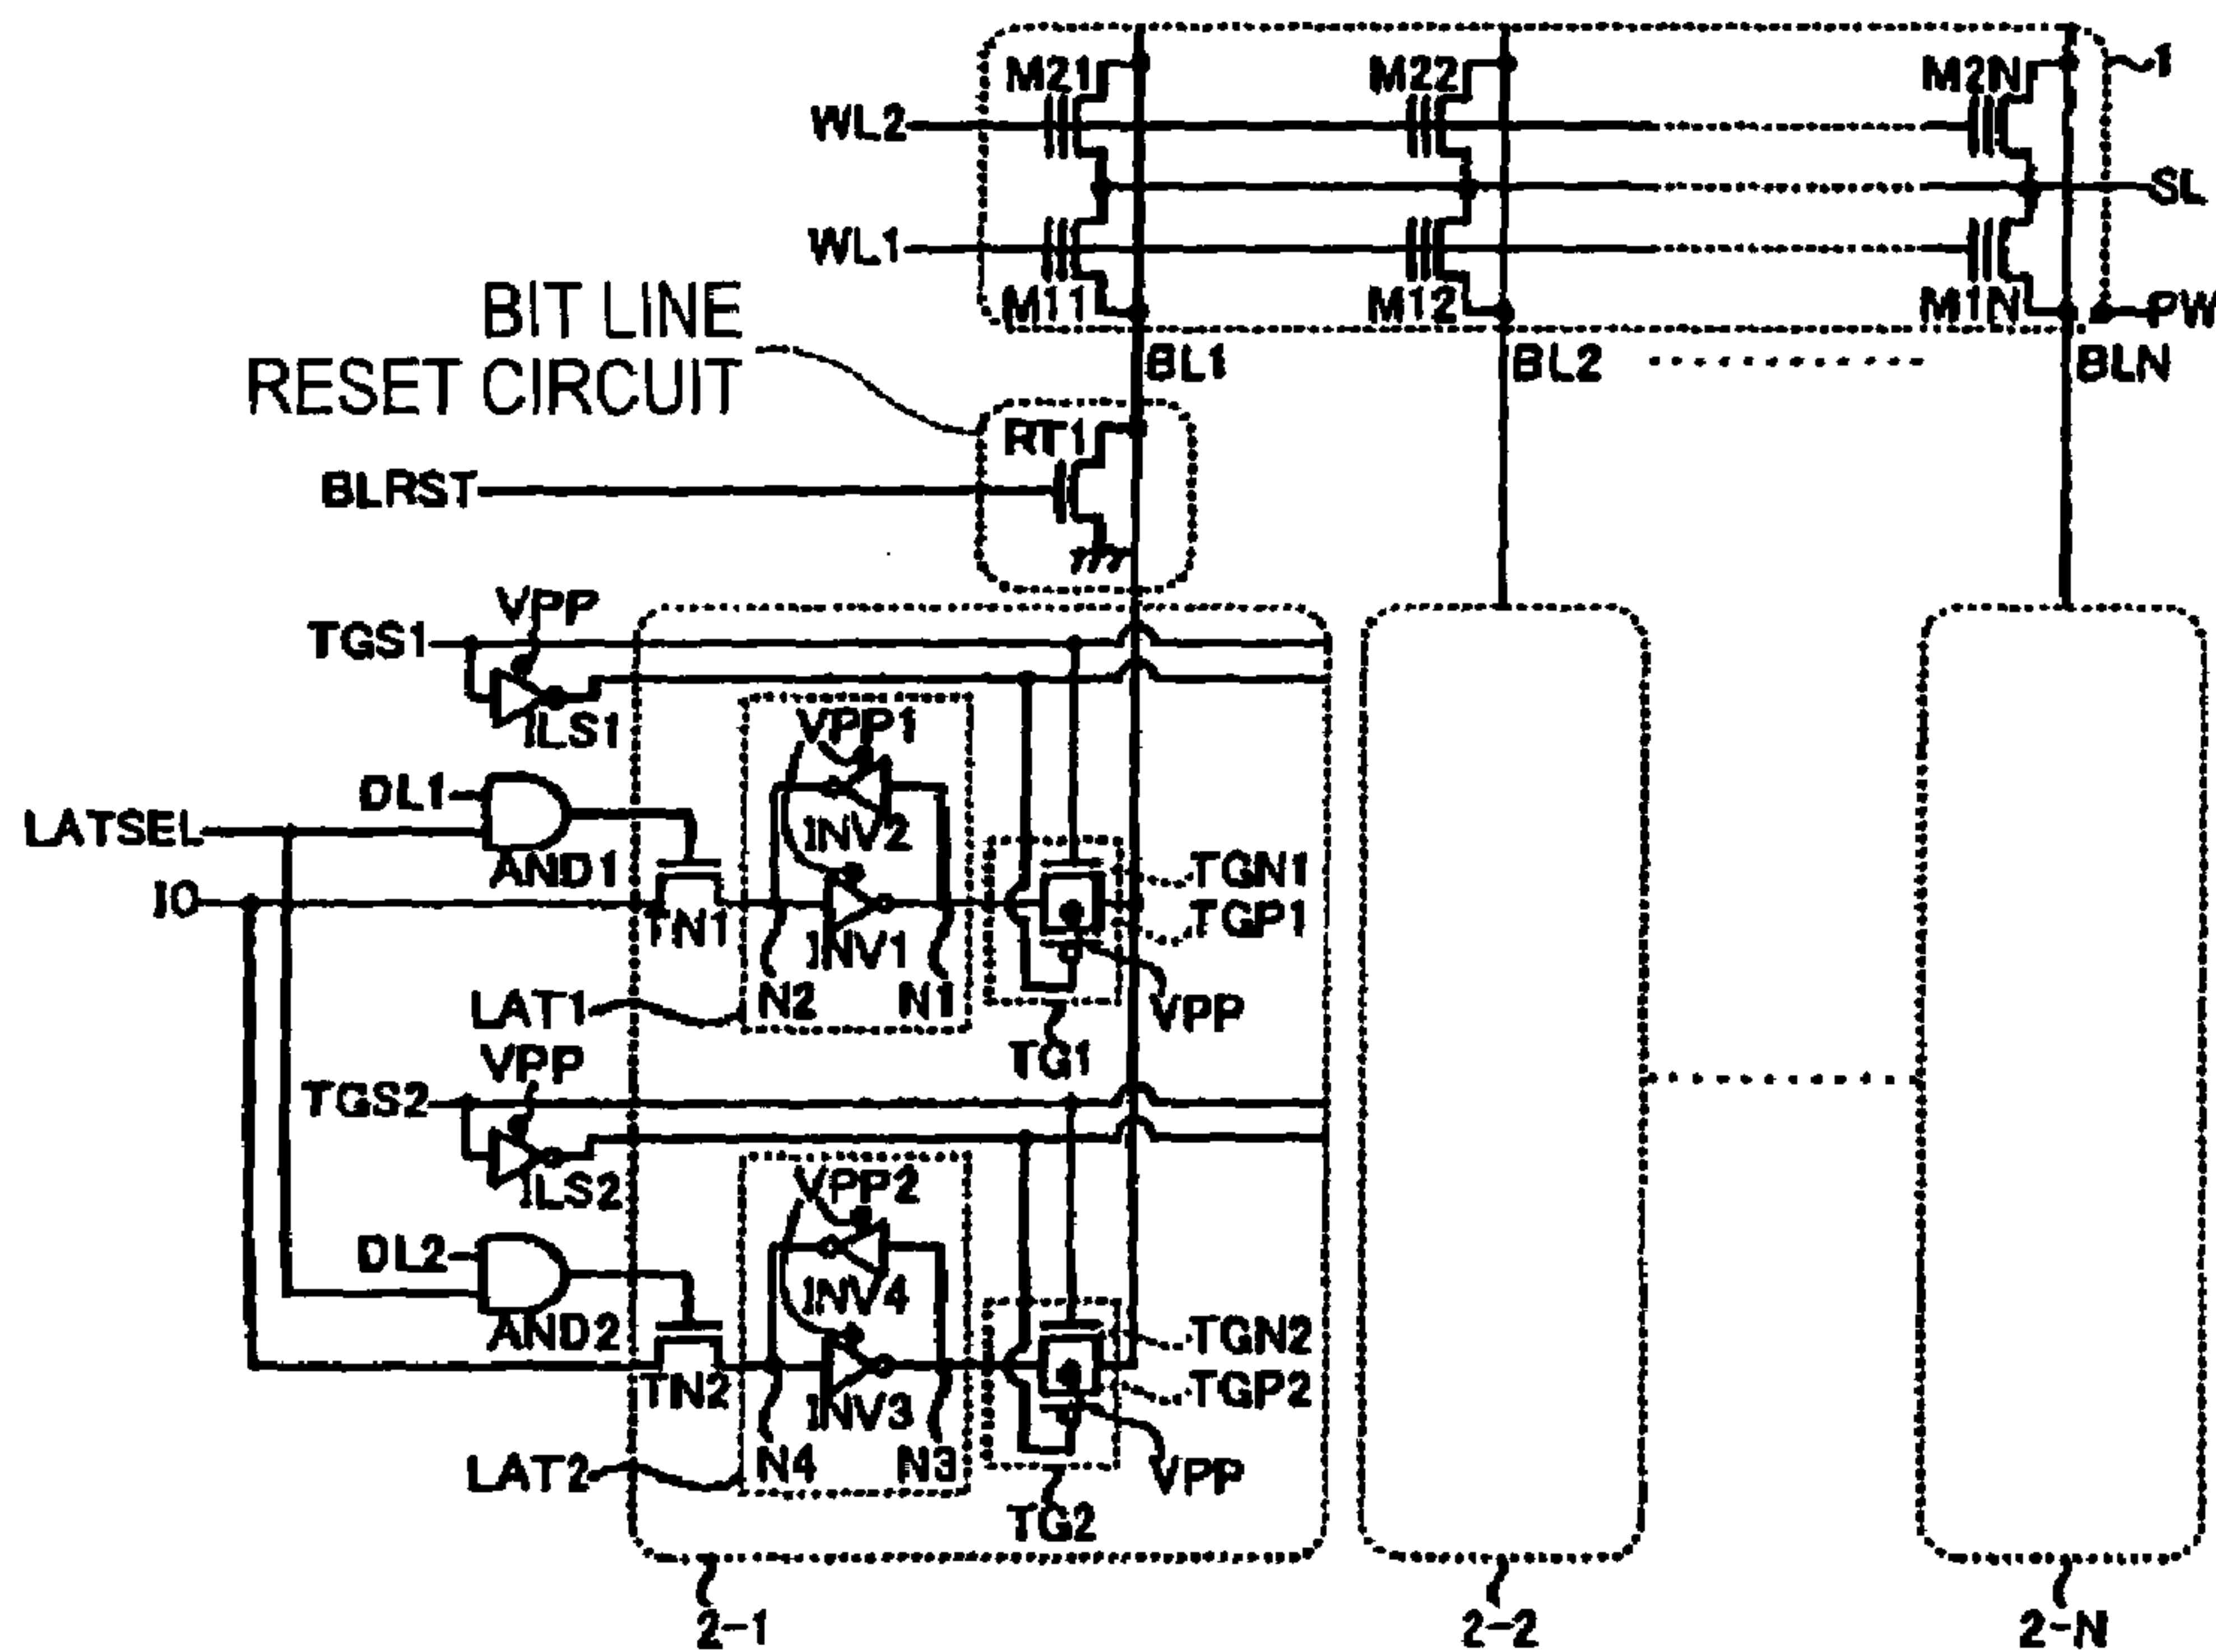 M21 M22 M2N 1
WL2
SL
WL1
M11 M12 M1N PW
BIT LINE
RESET CIRCUIT
BL1 BL2 BLN
RT1
BLRST
VPP
TGS1
ILS1
VPP1
DL1
INV2
LATSEL
AND1
TGN1
IO
TN1 TGP1
INV1
N2 N1
LAT1 VPP
TG1
VPP
TGS2
ILS2
VPP2
DL2
INV4
AND2
TGN2
TN2 TGP2
INV3
N4 N3
LAT2 VPP
TG2
2-1 2-2 2-N